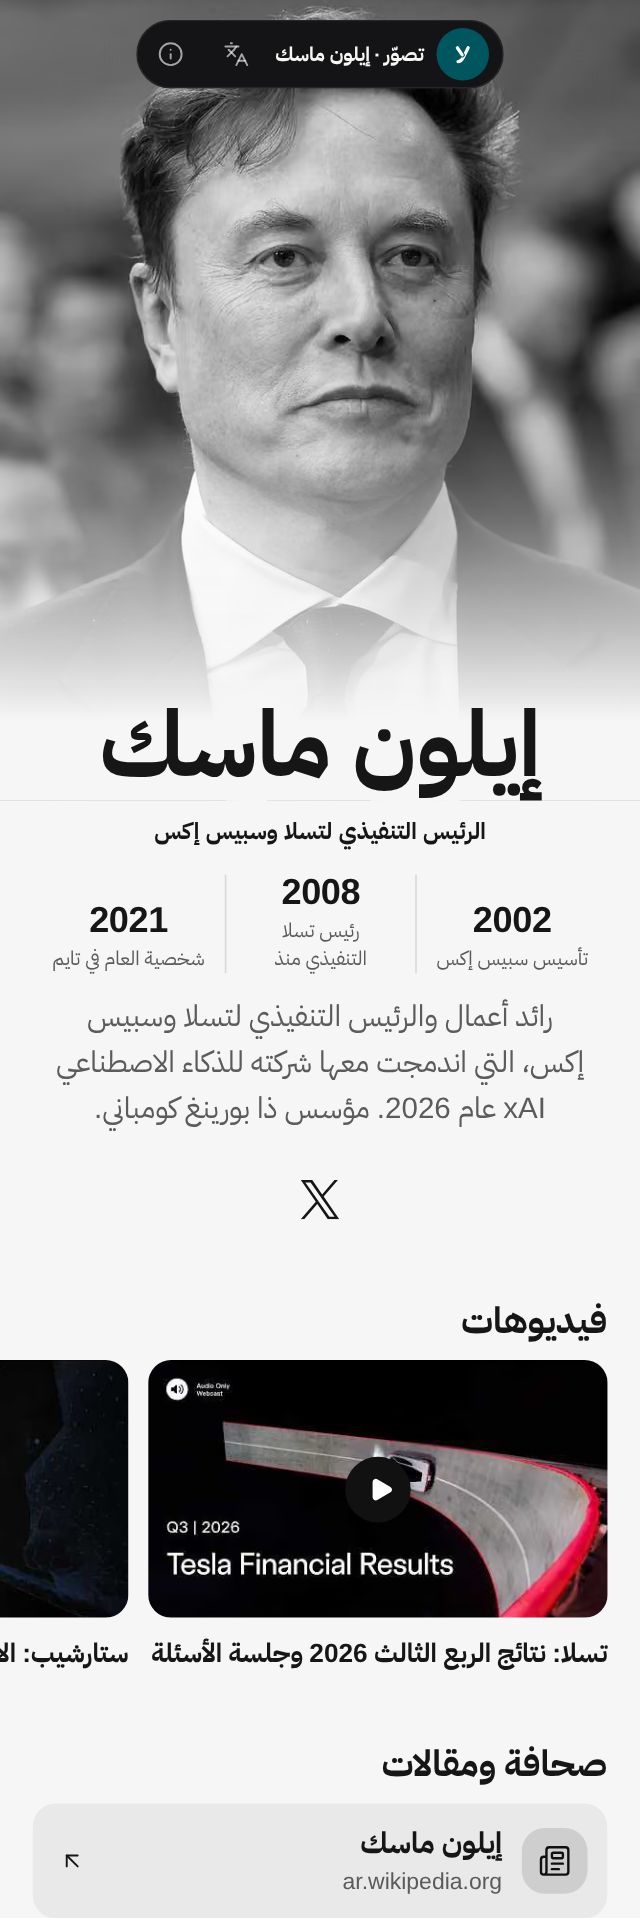 تصوّر · إيلون ماسك
إيلون ماسك
الرئيس التنفيذي لتسلا وسبيس إكس
2002
تأسيس سبيس إكس
2008
رئيس تسلا
التنفيذي منذ
2021
شخصية العام في تايم
رائد أعمال والرئيس التنفيذي لتسلا وسبيس
إكس، التي اندمجت معها شركته للذكاء الاصطناعي
xAI عام 2026. مؤسس ذا بورينغ كومباني.
فيديوهات
Audio Only
Webcast
Q3 | 2026
Tesla Financial Results
تسلا: نتائج الربع الثالث 2026 وجلسة الأسئلة
ستارشيب:
صحافة ومقالات
إيلون ماسك
ar.wikipedia.org